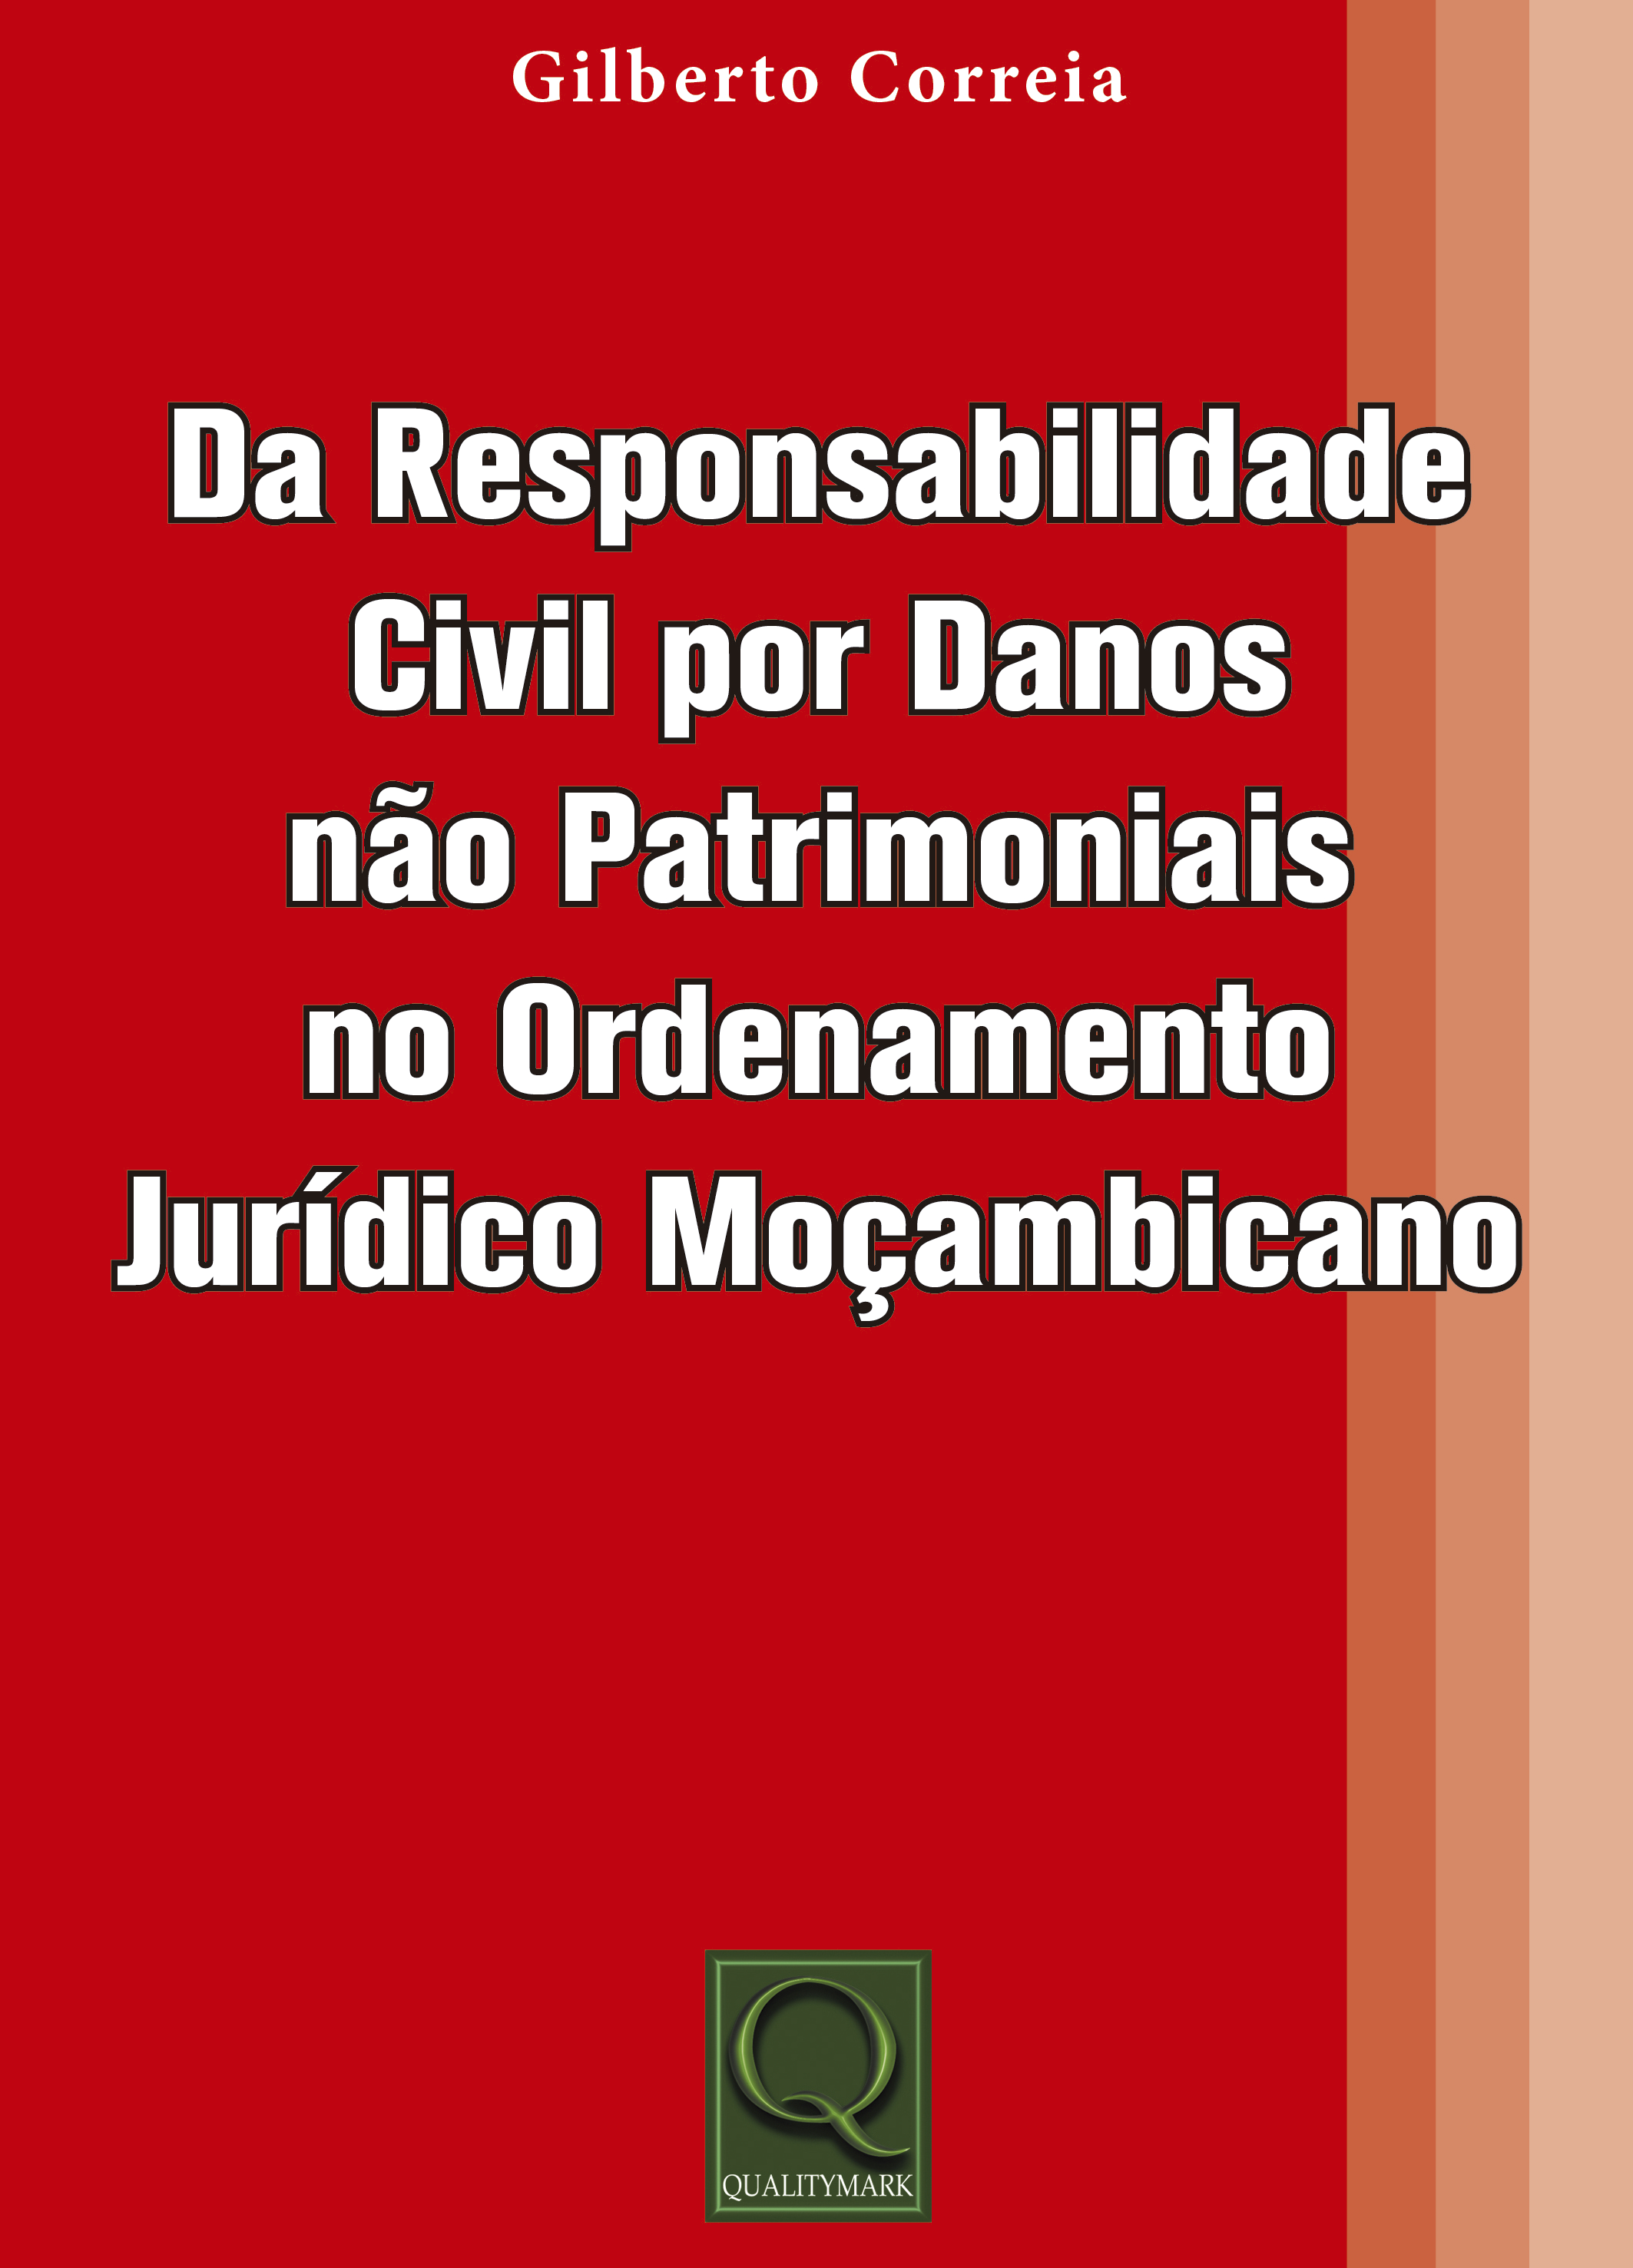 Gilberto Correia
Da Responsabilidade
Civil por Danos
não Patrimoniais
no Ordenamento
Jurídico Moçambicano
Q
QUALITYMARK